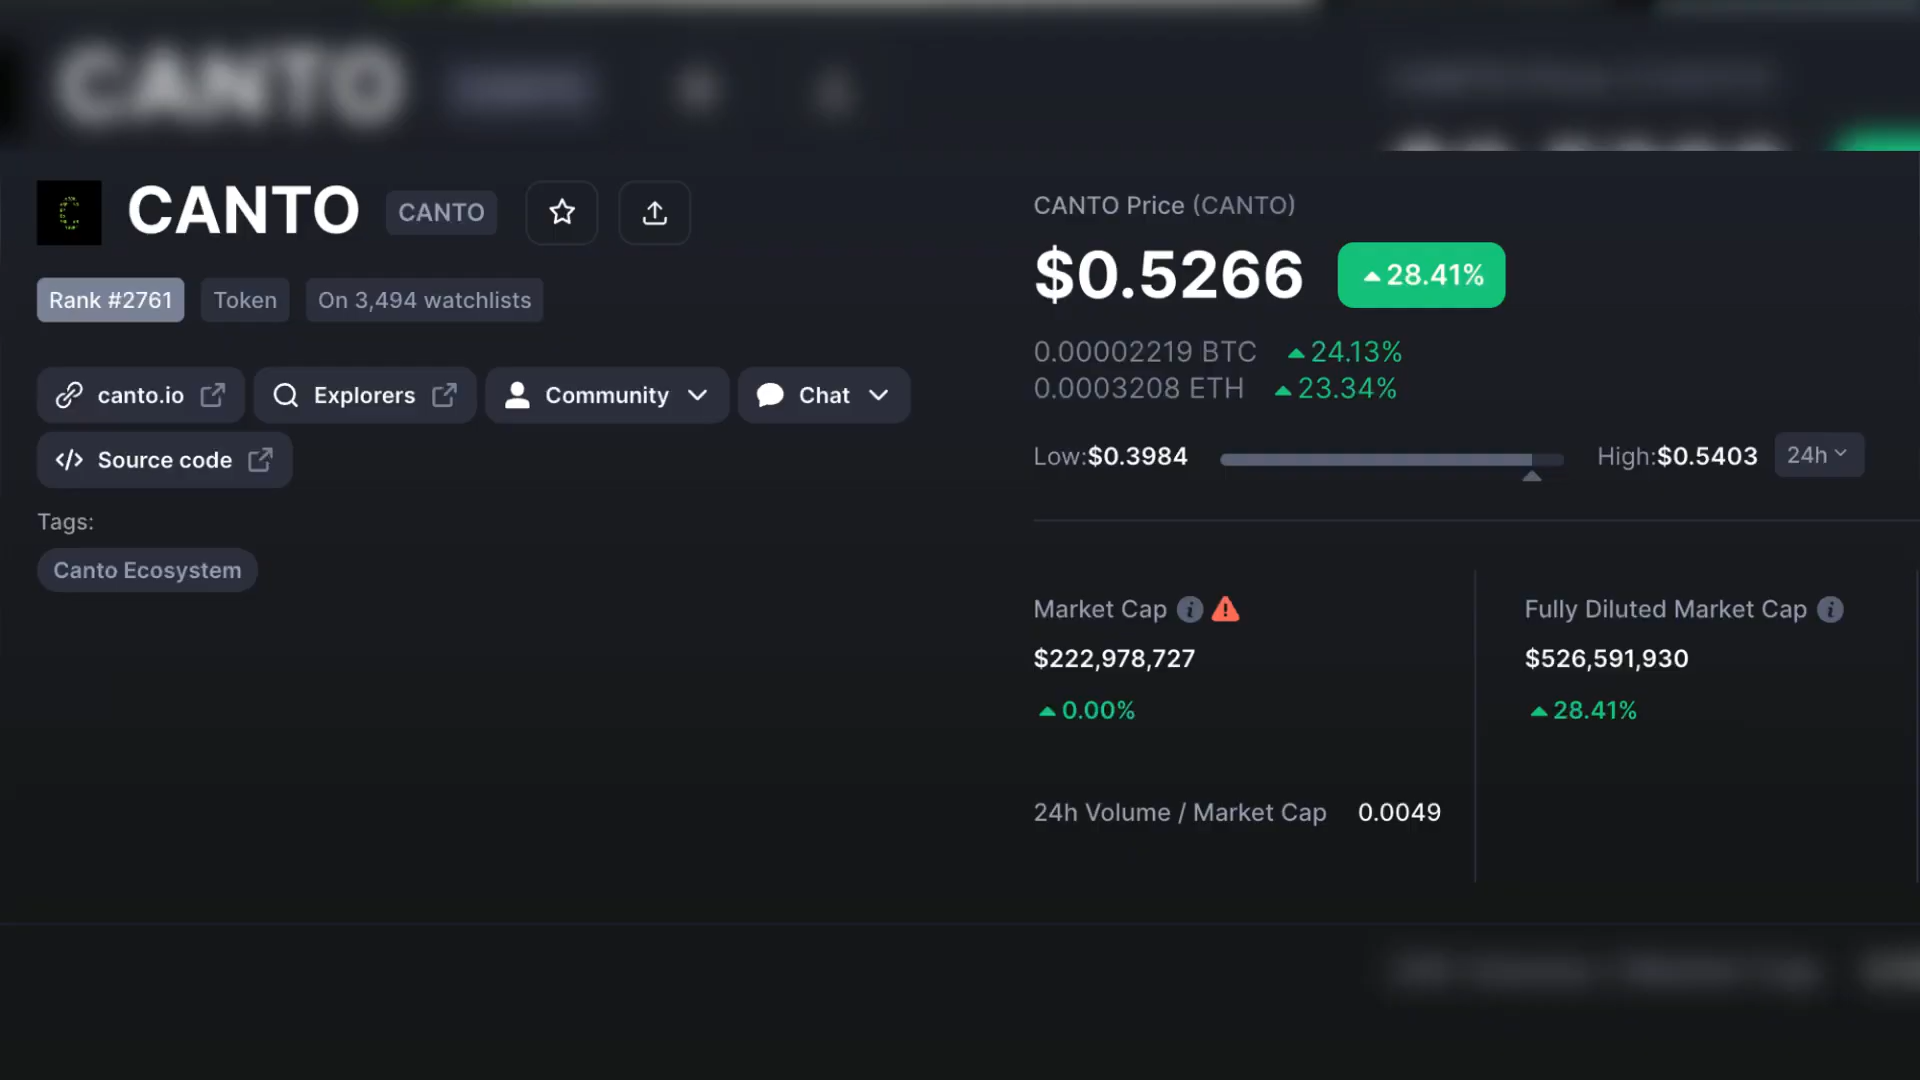 CANTO
CANTO CANTO
Rank #2761 Token On 3,494 watchlists
canto.io Explorers Community Chat
Source code
Tags:
Canto Ecosystem
CANTO Price (CANTO)
$0.5266 28.41%
0.00002219 BTC 24.13%
0.0003208 ETH 23.34%
Low:$0.3984 High:$0.5403 24h
Market Cap
$222,978,727
0.00%
24h Volume / Market Cap 0.0049
Fully Diluted Market Cap
$526,591,930
28.41%